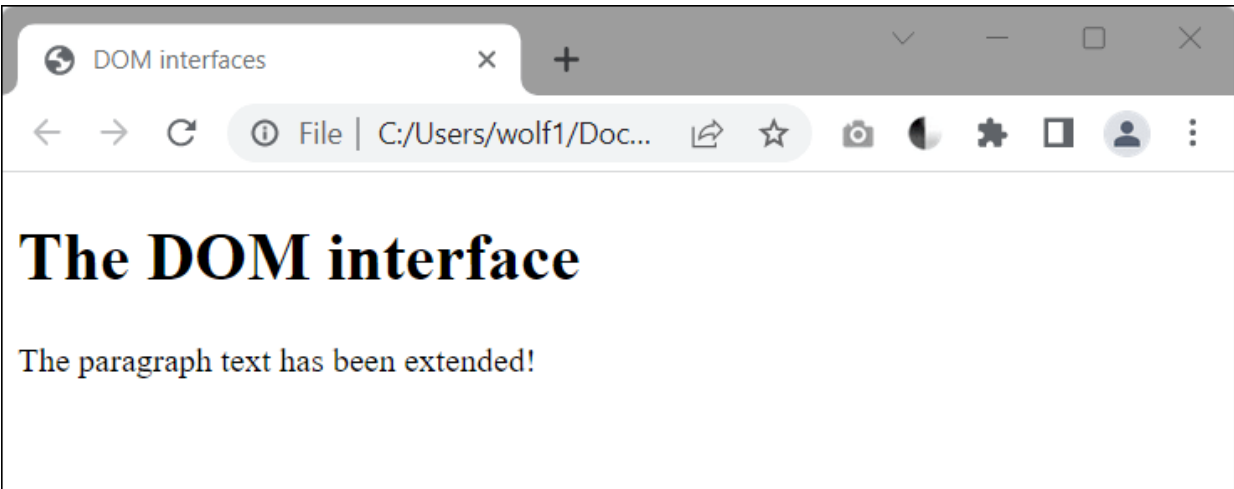 DOM interfaces
File | C:/Users/wolf1/Doc...
The DOM interface
The paragraph text has been extended!